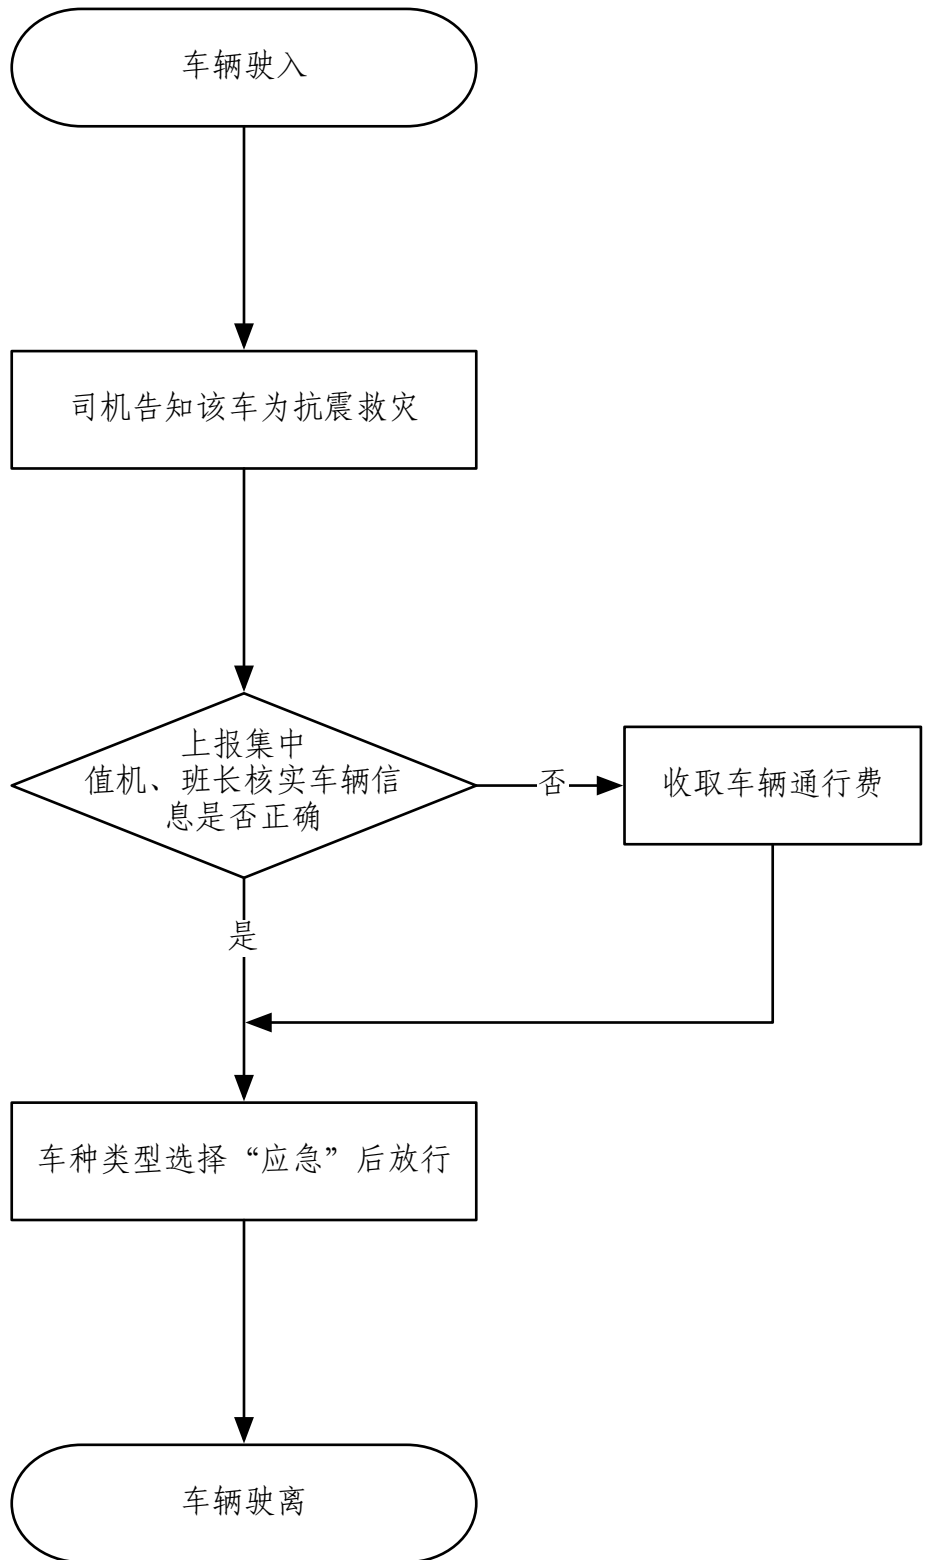 车辆驶入
司机告知该车为抗震救灾
上报集中
值机、班长核实车辆信
息是否正确
否
收取车辆通行费
是
车种类型选择“应急”后放行
车辆驶离